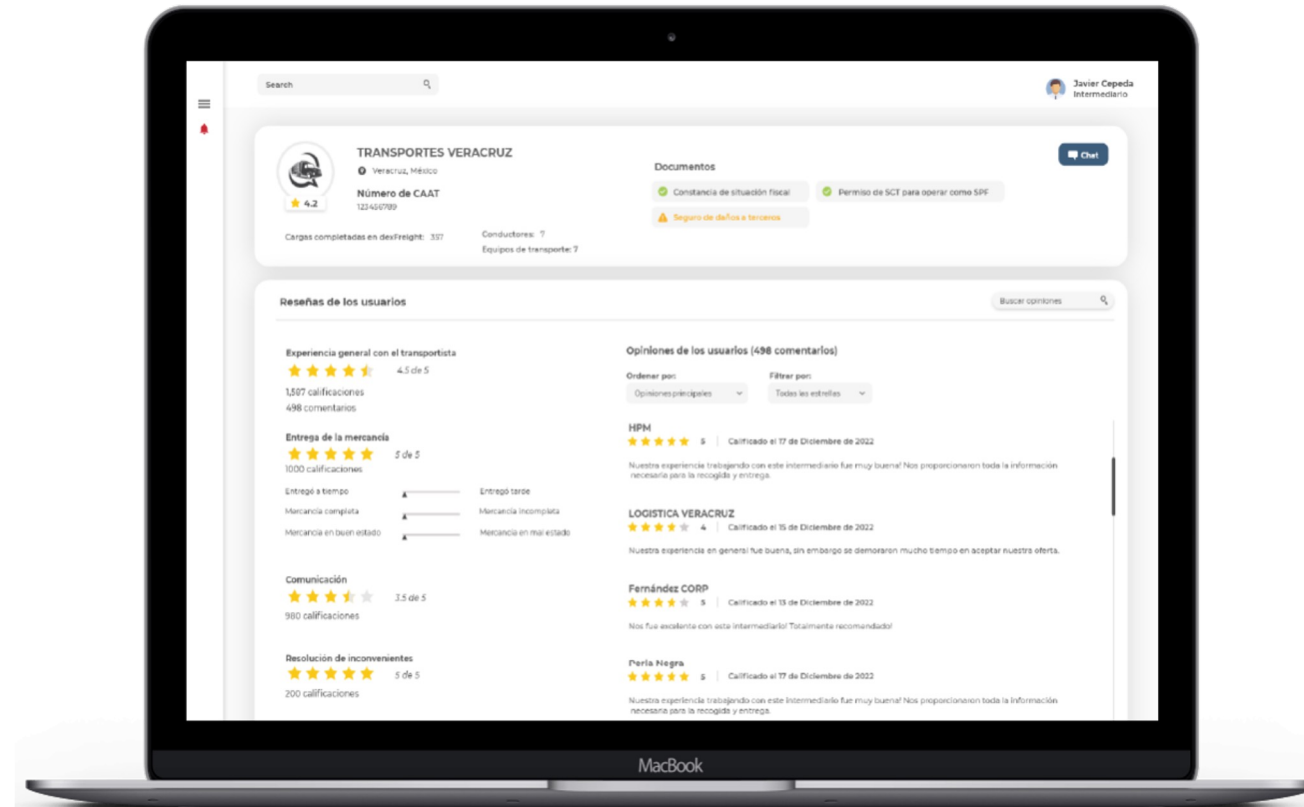 Search
Javier Cepeda
Intermediario
TRANSPORTES VERACRUZ
Veracruz, México
Número de CAAT
123456789
4.2
Cargas completadas en dexFreight: 337
Conductores: 7
Equipos de transporte: 7
Documentos
Constancia de situación fiscal
Permiso de SCT para operar como SPF
Seguro de daños a terceros
Chat
Reseñas de los usuarios
Buscar opiniones
Experiencia general con el transportista
4.5 de 5
1,587 calificaciones
498 comentarios
Entrega de la mercancía
5 de 5
1000 calificaciones
Entregó a tiempo
Entregó tarde
Mercancía completa
Mercancía incompleta
Mercancía en buen estado
Mercancía en mal estado
Comunicación
3.5 de 5
980 calificaciones
Resolución de inconvenientes
5 de 5
200 calificaciones
Opiniones de los usuarios (498 comentarios)
Ordenar por:
Filtrar por:
Opiniones principales
Todas las estrellas
HPM
5 | Calificado el 17 de Diciembre de 2022
Nuestra experiencia trabajando con este intermediario fue muy buena! Nos proporcionaron toda la información
necesaria para la recogida y entrega.
LOGISTICA VERACRUZ
4 | Calificado el 15 de Diciembre de 2022
Nuestra experiencia en general fue buena, sin embargo se demoraron mucho tiempo en aceptar nuestra oferta.
Fernández CORP
5 | Calificado el 13 de Diciembre de 2022
Nos fue excelente con este intermediario! Totalmente recomendado!
Perla Negra
5 | Calificado el 17 de Diciembre de 2022
Nuestra experiencia trabajando con este intermediario fue muy buena! Nos proporcionaron toda la información
necesaria para la recogida y entrega.
MacBook